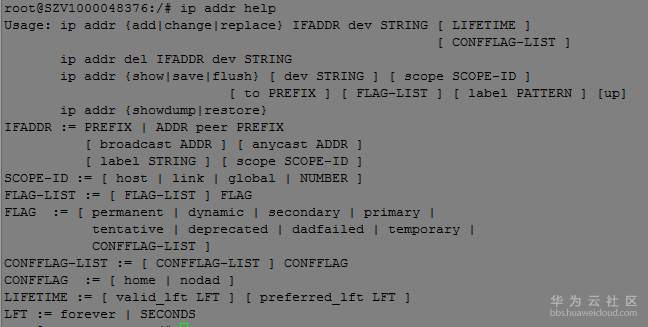 root@SZV1000048376:/# ip addr help
Usage: ip addr {add|change|replace} IFADDR dev STRING [ LIFETIME ]
[ CONFFLAG-LIST ]
ip addr del IFADDR dev STRING
ip addr {show|save|flush} [ dev STRING ] [ scope SCOPE-ID ]
[ to PREFIX ] [ FLAG-LIST ] [ label PATTERN ] [up]
ip addr {showdump|restore}
IFADDR := PREFIX | ADDR peer PREFIX
[ broadcast ADDR ] [ anycast ADDR ]
[ label STRING ] [ scope SCOPE-ID ]
SCOPE-ID := [ host | link | global | NUMBER ]
FLAG-LIST := [ FLAG-LIST ] FLAG
FLAG  := [ permanent | dynamic | secondary | primary |
tentative | deprecated | dadfailed | temporary |
CONFFLAG-LIST ]
CONFFLAG-LIST := [ CONFFLAG-LIST ] CONFFLAG
CONFFLAG  := [ home | nodad ]
LIFETIME := [ valid_lft LFT ] [ preferred_lft LFT ]
LFT := forever | SECONDS
华为云社区
bbs.huaweicloud.com